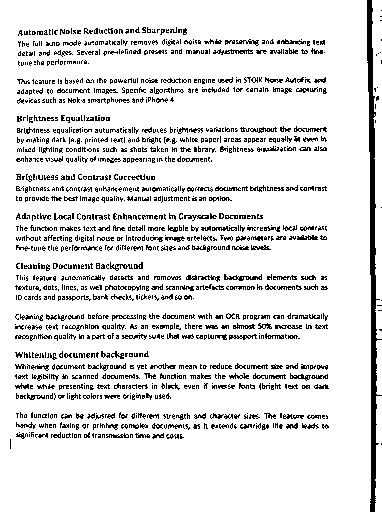 Automatic Noise Reduction and Sharpening
The full auto mode automatically removes digital noise while preserving and enhancing text
detail and edges. Several pre-defined presets and manual adjustments are available to fine-
tune the performance.
This feature is based on the powerful noise reduction engine used in STOIK Noise AutoFix and
adapted to document images. Specific algorithms are included for certain image capturing
devices such as Nokia smartphones and iPhone 4
Brightness Equalization
Brightness equalization automatically reduces brightness variations throughout the document
by making dark (e.g. printed text) and bright (e.g. white paper) areas appear equally lit even in
mixed lighting conditions such as shots taken in the library. Brightness equalization can also
enhance visual quality of images appearing in the document.
Brightness and Contrast Correction
Brightness and contrast enhancement automatically corrects document brightness and contrast
to provide the best image quality. Manual adjustment is an option.
Adaptive Local Contrast Enhancement in Grayscale Documents
The function makes text and fine detail more legible by automatically increasing local contrast
without affecting digital noise or introducing image artefacts. Two parameters are available to
fine-tune the performance for different font sizes and background noise levels.
Cleaning Document Background
This feature automatically detects and removes distracting background elements such as
texture, dots, lines, as well photocopying and scanning artefacts common in documents such as
ID cards and passports, bank checks, tickets, and so on.
Cleaning background before processing the document with an OCR program can dramatically
increase text recognition quality. As an example, there was an almost 50% increase in text
recognition quality in a part of a security suite that was capturing passport information.
Whitening document background
Whitening document background is yet another mean to reduce document size and improve
text legibility in scanned documents. The function makes the whole document background
white while presenting text characters in black, even if inverse fonts (bright text on dark
background) or light colors were originally used.
The function can be adjusted for different strength and character sizes. The feature comes
handy when faxing or printing complex documents, as it extends cartridge life and leads to
significant reduction of transmission time and costs.